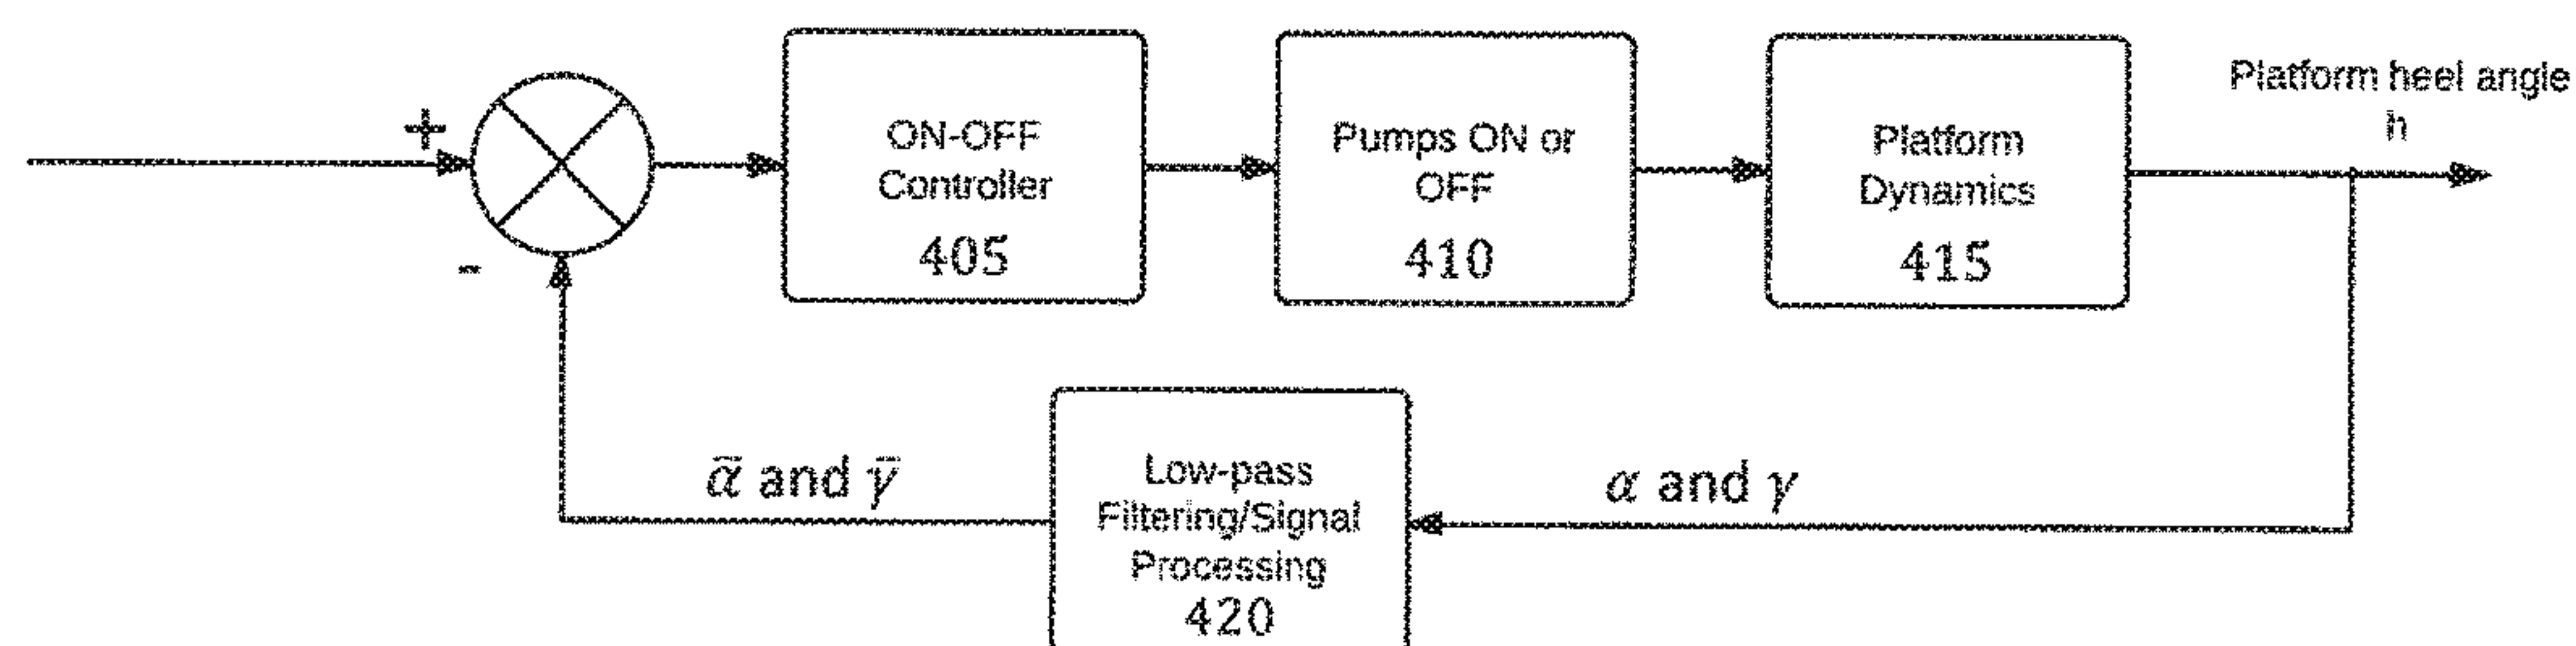 Platform heel angle
h
+
-
ON-OFF
Controller
405
Pumps ON or
OFF
410
Platform
Dynamics
415
ᾱ and γ̄
Low-pass
Filtering/Signal
Processing
420
α and γ